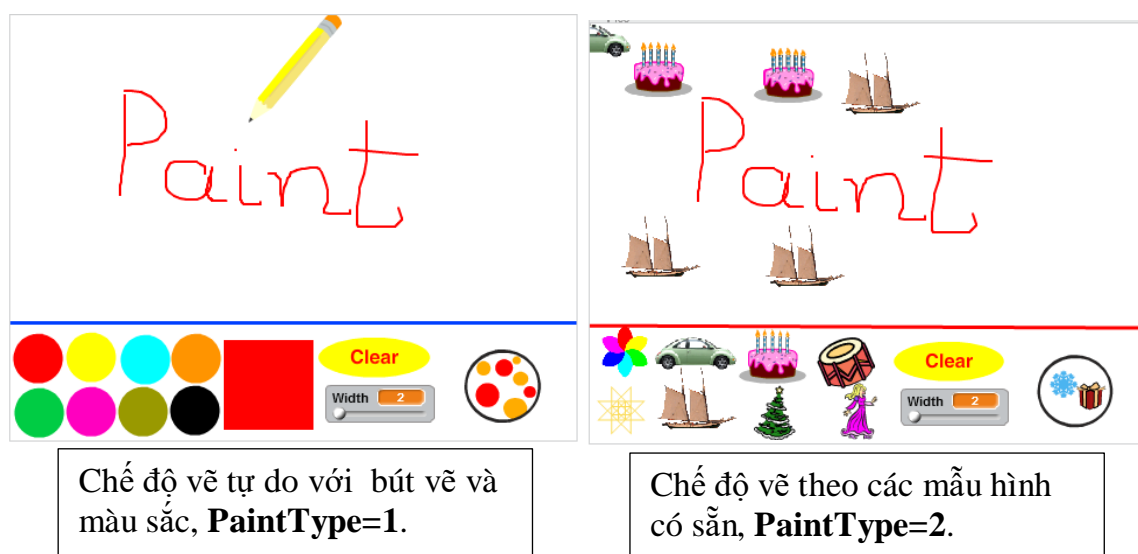 Paint
Clear
Width 2
Chế độ vẽ tự do với bút vẽ và
màu sắc, PaintType=1.
Paint
Clear
Width 2
Chế độ vẽ theo các mẫu hình
có sẵn, PaintType=2.